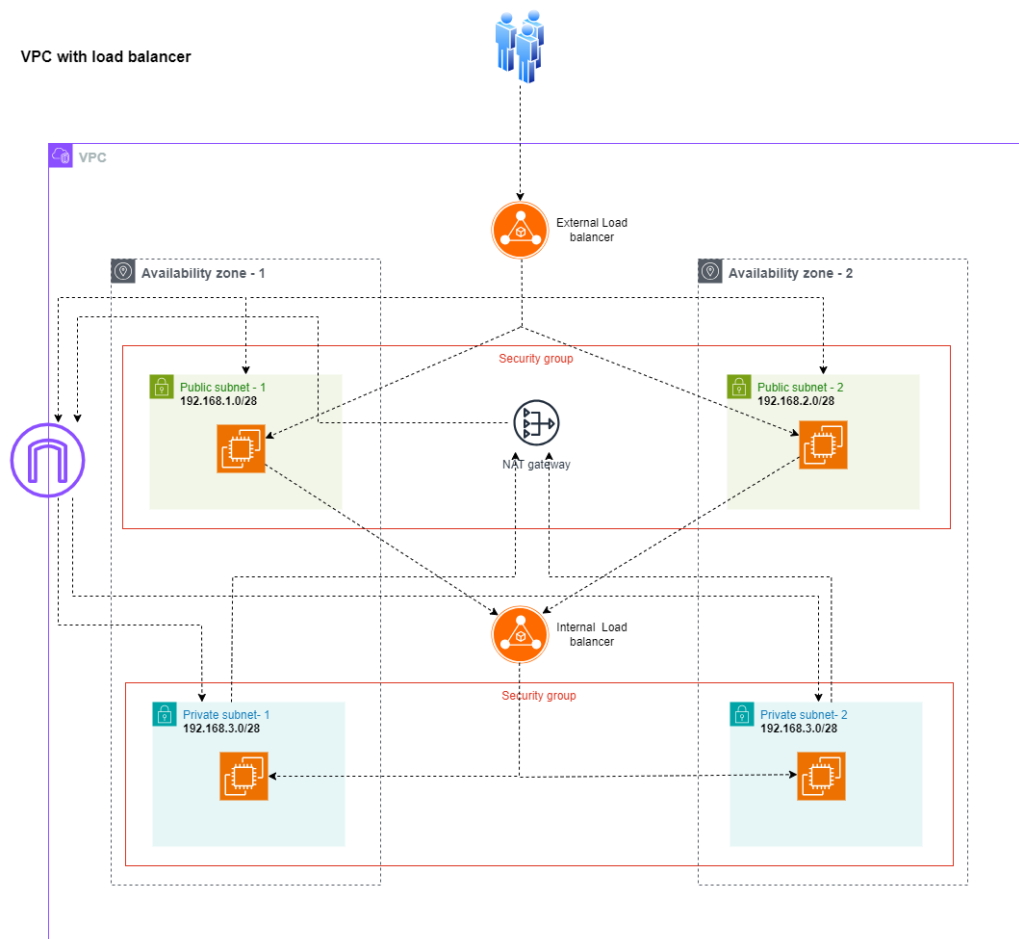 VPC with load balancer
VPC
External Load
balancer
Availability zone - 1
Availability zone - 2
Security group
Public subnet - 1
192.168.1.0/28
Public subnet - 2
192.168.2.0/28
NAT gateway
Internal  Load
balancer
Security group
Private subnet- 1
192.168.3.0/28
Private subnet- 2
192.168.3.0/28